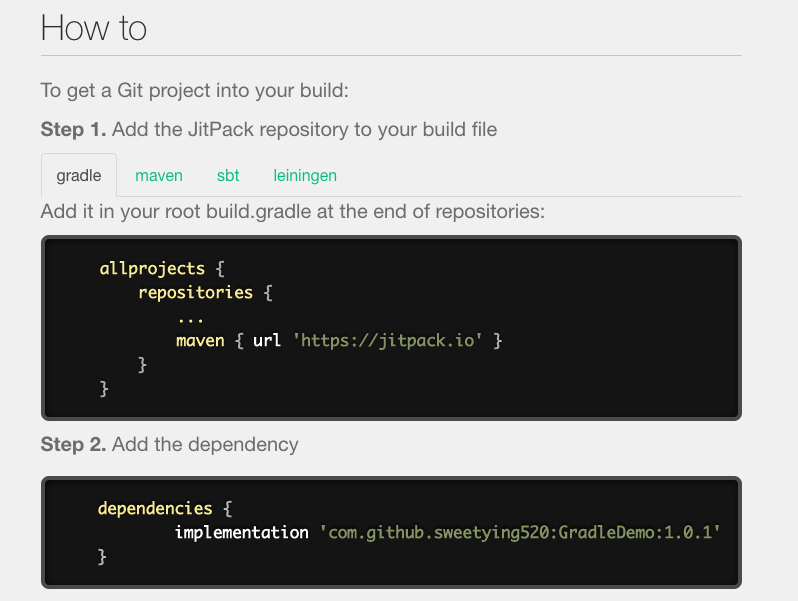 How to
To get a Git project into your build:
Step 1. Add the JitPack repository to your build file
gradle maven sbt leiningen
Add it in your root build.gradle at the end of repositories:
allprojects {
repositories {
...
maven { url 'https://jitpack.io' }
}
}
Step 2. Add the dependency
dependencies {
implementation 'com.github.sweetying520:GradleDemo:1.0.1'
}